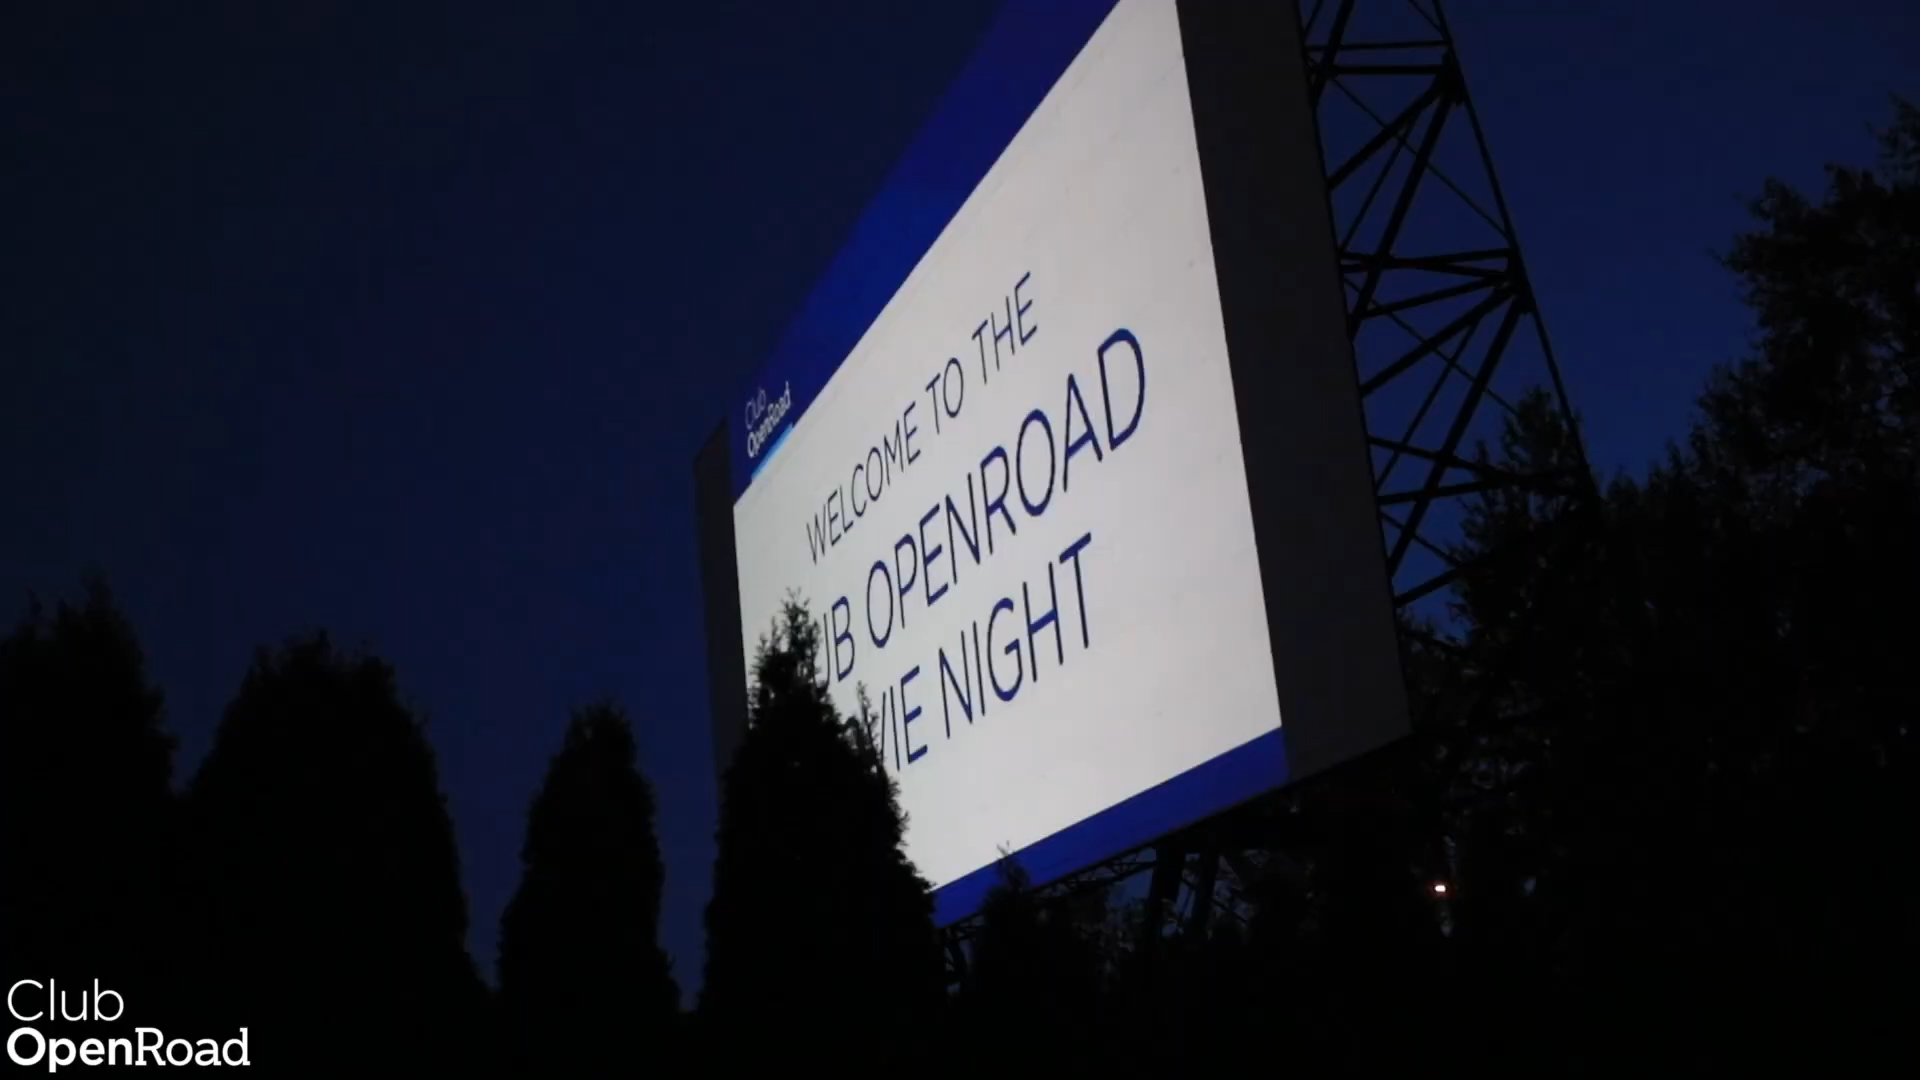 Club
OpenRoad
WELCOME TO THE
UB OPENROAD
VIE NIGHT
Club
OpenRoad